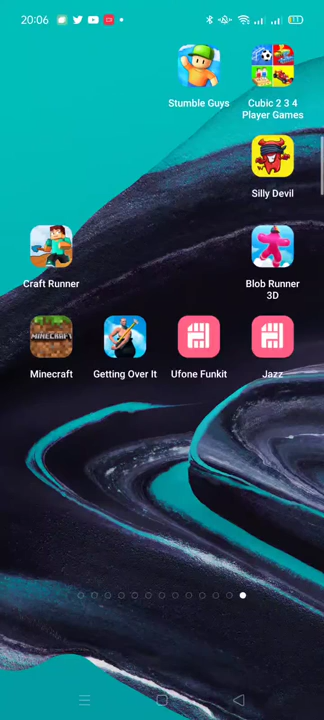 20:06
Stumble Guys
Cubic 2 3 4
Player Games
Silly Devil
Craft Runner
Blob Runner
3D
MINECRAFT
Minecraft
Getting Over It
Ufone Funkit
Jazz